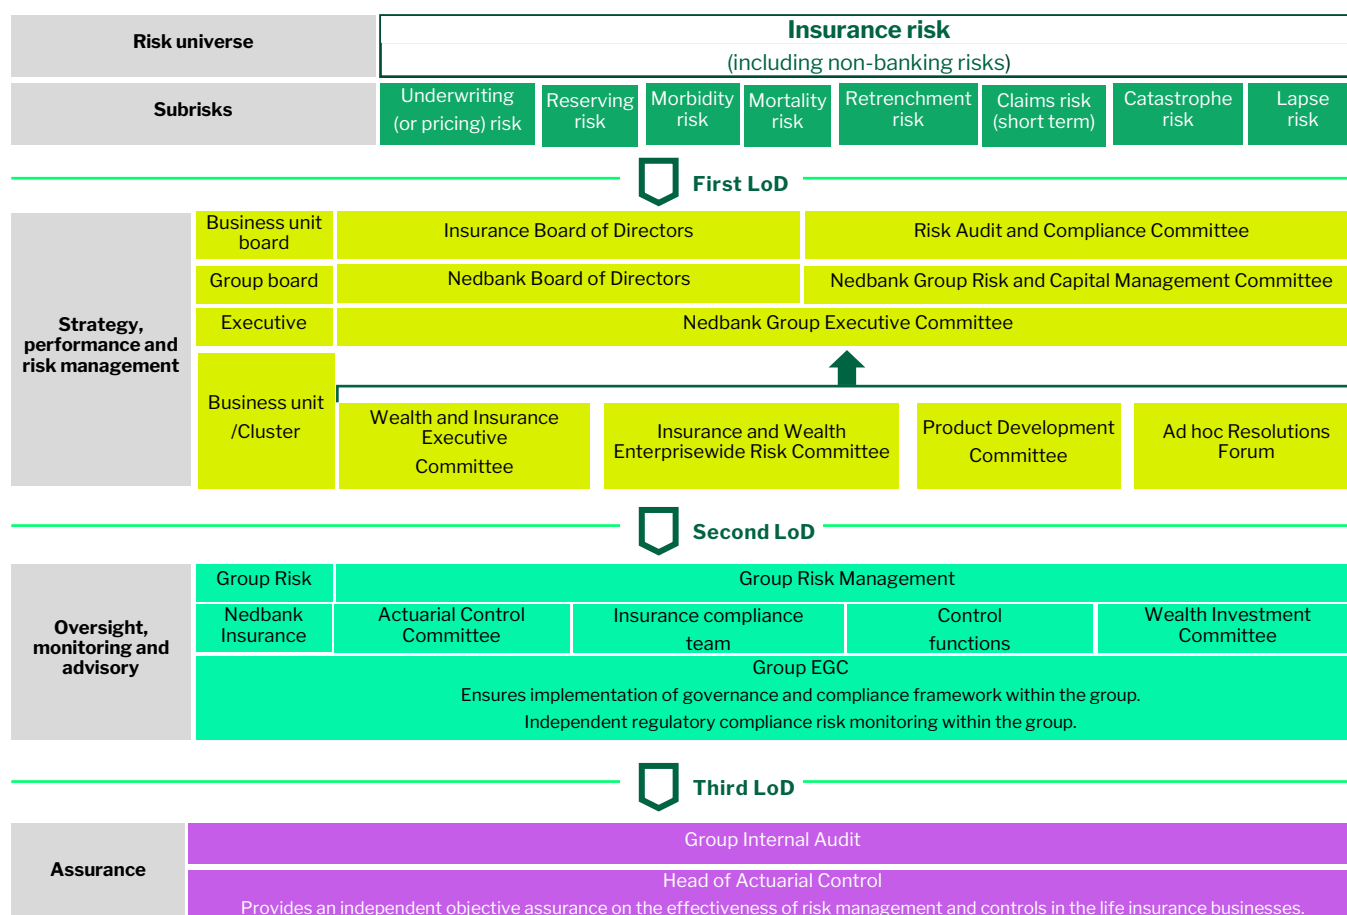 Risk universe
Insurance risk
(including non-banking risks)
Subrisks
Underwriting
(or pricing) risk
Reserving
risk
Morbidity
risk
Mortality
risk
Retrenchment
risk
Claims risk
(short term)
Catastrophe
risk
Lapse
risk
First LoD
Strategy,
performance and
risk management
Business unit
board
Insurance Board of Directors
Risk Audit and Compliance Committee
Group board
Nedbank Board of Directors
Nedbank Group Risk and Capital Management Committee
Executive
Nedbank Group Executive Committee
Business unit
/Cluster
Wealth and Insurance
Executive
Committee
Insurance and Wealth
Enterprisewide Risk Committee
Product Development
Committee
Ad hoc Resolutions
Forum
Second LoD
Oversight,
monitoring and
advisory
Group Risk
Group Risk Management
Nedbank
Insurance
Actuarial Control
Committee
Insurance compliance
team
Control
functions
Wealth Investment
Committee
Group EGC
Ensures implementation of governance and compliance framework within the group.
Independent regulatory compliance risk monitoring within the group.
Third LoD
Assurance
Group Internal Audit
Head of Actuarial Control
Provides an independent objective assurance on the effectiveness of risk management and controls in the life insurance businesses.